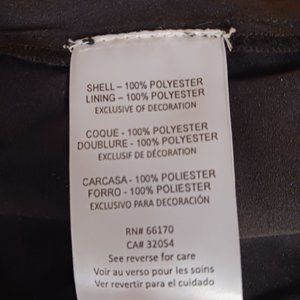 SHELL – 100% POLYESTER
LINING – 100% POLYESTER
EXCLUSIVE OF DECORATION
COQUE - 100% POLYESTER
DOUBLURE - 100% POLYESTER
EXCLUSIF DE DÉCORATION
CARCASA - 100% POLIESTER
FORRO - 100% POLIESTER
EXCLUSIVO PARA DECORACIÓN
RN# 66170
CA# 32054
See reverse for care
Voir au verso pour les soins
Ver revertir para el cuidado